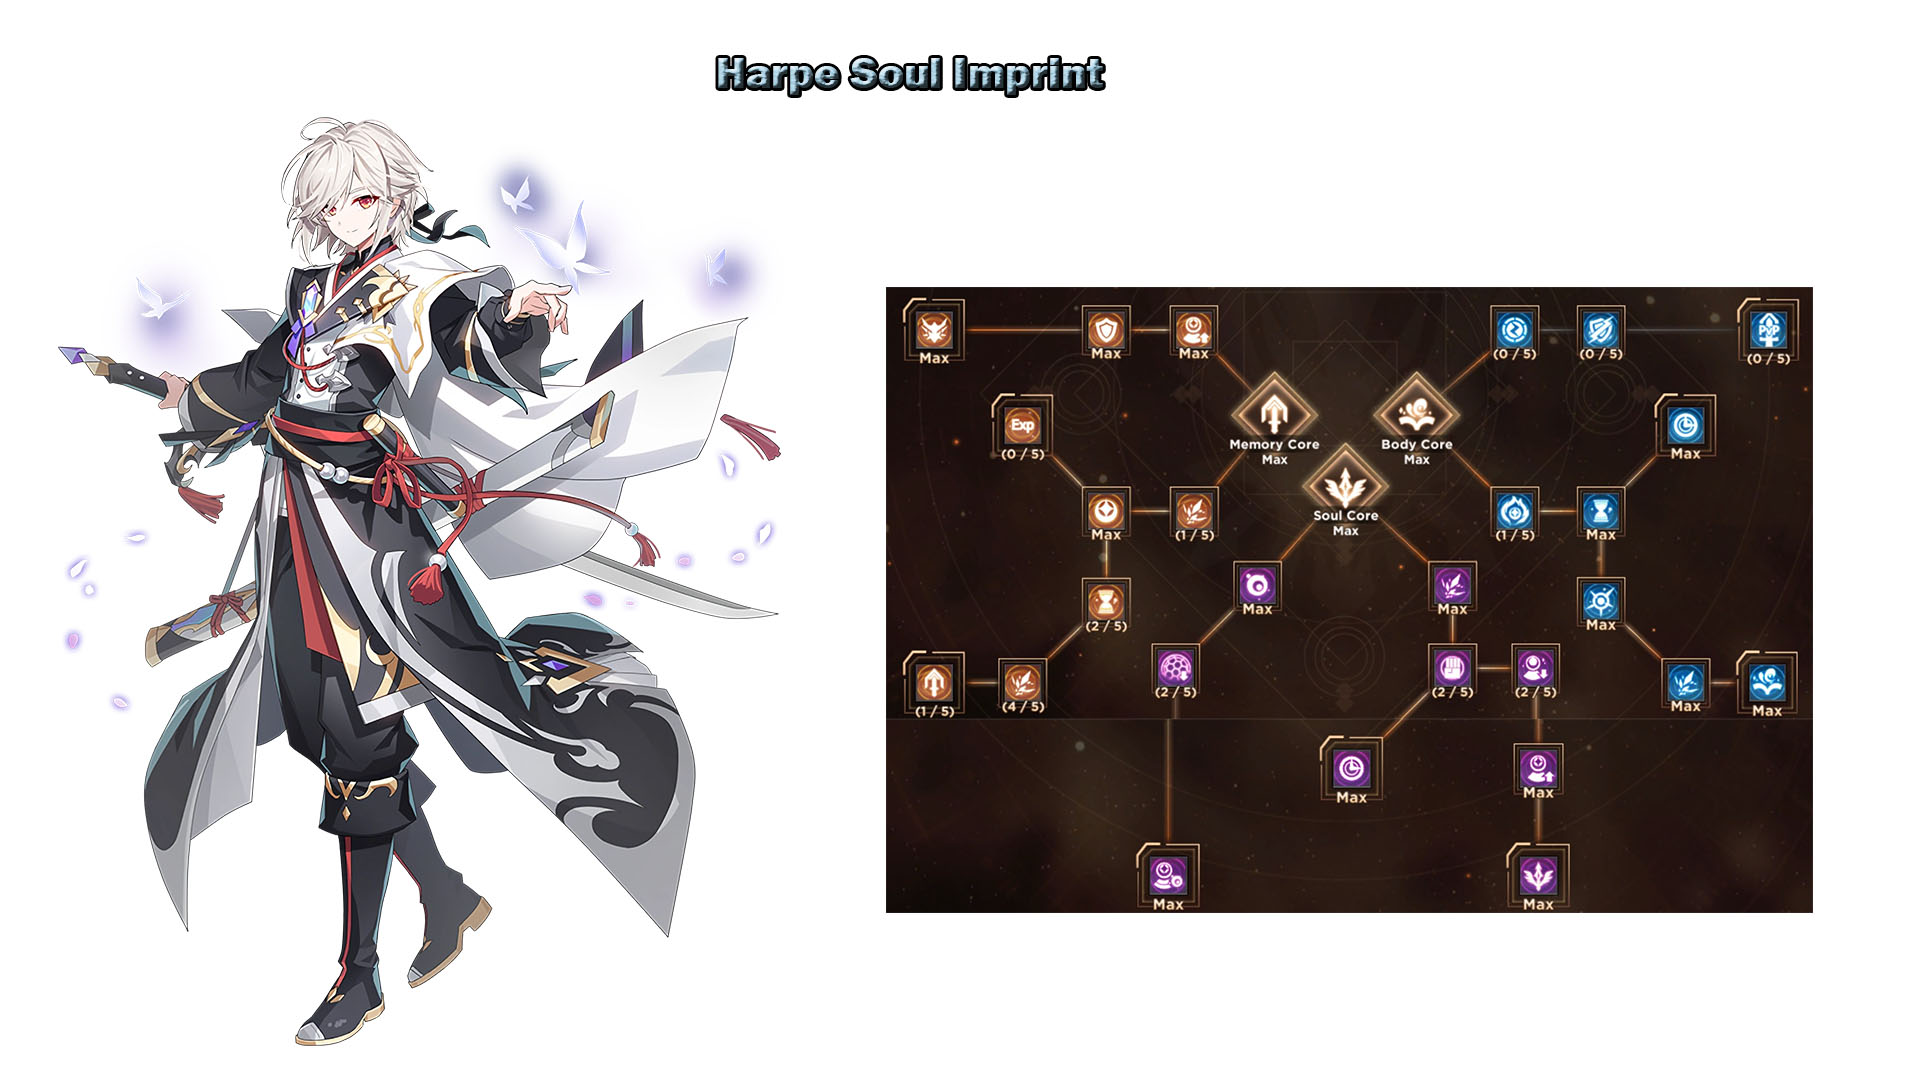 Harpe Soul Imprint
Max
Max
Max
(0 / 5)
(0 / 5)
PvP
(0 / 5)
Exp
(0 / 5)
Memory Core
Max
Body Core
Max
Max
Soul Core
Max
Max
(1 / 5)
(1 / 5)
Max
(2 / 5)
Max
Max
Max
(1 / 5)
(4 / 5)
(2 / 5)
(2 / 5)
(2 / 5)
Max
Max
Max
Max
Max
Max